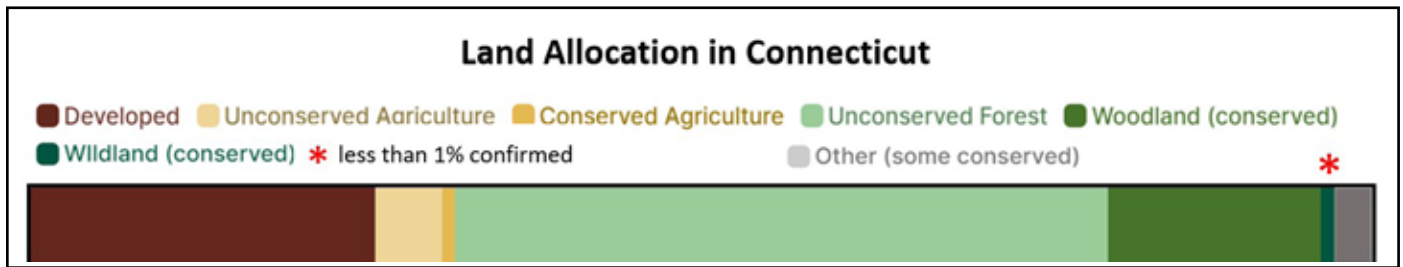 Land Allocation in Connecticut
Developed Unconserved Agriculture Conserved Agriculture Unconserved Forest Woodland (conserved)
WIldland (conserved) * less than 1% confirmed Other (some conserved)
*